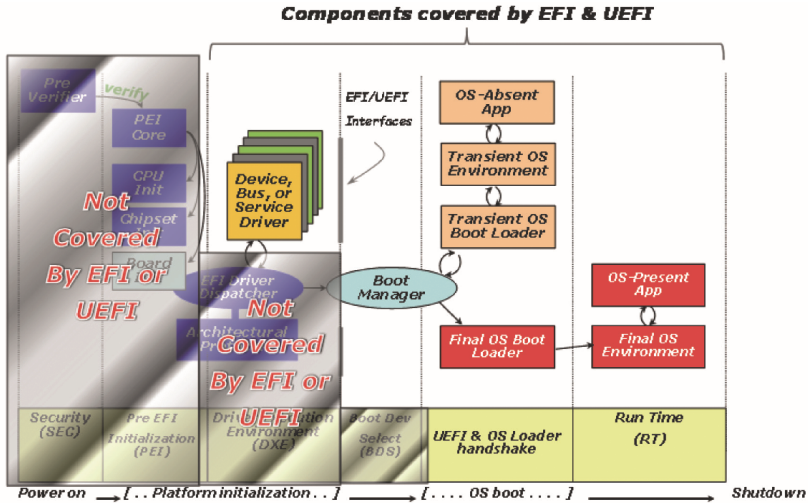 Components covered by EFI & UEFI
Pre
Verifier
verify
PEI
Core
CPU
Init
Chipset
Init
Board
Not
Covered
By EFI or
UEFI
EFI/UEFI
Interfaces
Device,
Bus, or
Service
Driver
EFI Driver
Dispatcher
Architectural
Not
Covered
By EFI or
UEFI
Boot
Manager
OS-Absent
App
Transient OS
Environment
Transient OS
Boot Loader
Final OS Boot
Loader
OS-Present
App
Final OS
Environment
Security
(SEC)
Pre EFI
Initialization
(PEI)
Environment
(DXE)
Boot Dev
Select
(BDS)
UEFI & OS Loader
handshake
Run Time
(RT)
Power on
[ . . Platform initialization . . ]
[ . . . . OS boot . . . . ]
Shutdown